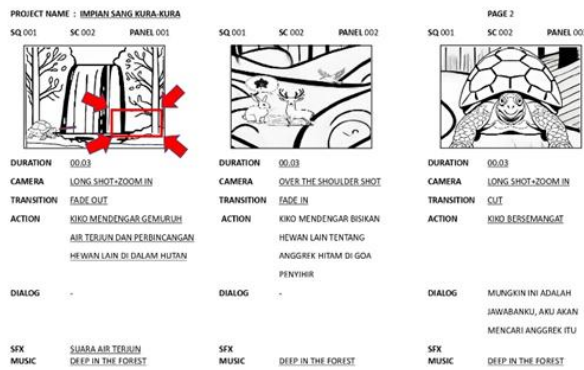 PROJECT NAME : IMPIAN SANG KURA-KURA
PAGE 2
SQ 001 SC 002 PANEL 001
SQ 001 SC 002 PANEL 002
SQ 001 SC 002 PANEL 00
DURATION 00.03
CAMERA LONG SHOT+ZOOM IN
TRANSITION FADE OUT
ACTION KIKO MENDENGAR GEMURUH
AIR TERJUN DAN PERBINCANGAN
HEWAN LAIN DI DALAM HUTAN
DIALOG -
SFX SUARA AIR TERJUN
MUSIC DEEP IN THE FOREST
DURATION 00.03
CAMERA OVER THE SHOULDER SHOT
TRANSITION FADE IN
ACTION KIKO MENDENGAR BISIKAN
HEWAN LAIN TENTANG
ANGGREK HITAM DI GOA
PENYIHIR
DIALOG -
SFX
MUSIC DEEP IN THE FOREST
DURATION 00.03
CAMERA LONG SHOT+ZOOM IN
TRANSITION CUT
ACTION KIKO BERSEMANGAT
DIALOG MUNGKIN INI ADALAH
JAWABANKU, AKU AKAN
MENCARI ANGGREK ITU
SFX
MUSIC DEEP IN THE FOREST